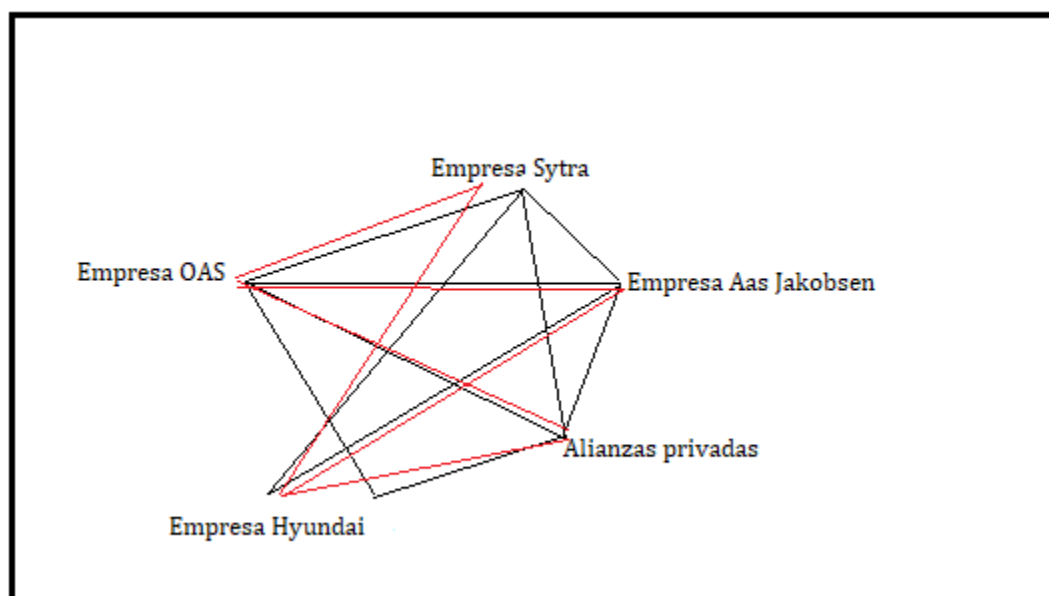 Empresa Sytra
Empresa OAS
Empresa Aas Jakobsen
Alianzas privadas
Empresa Hyundai